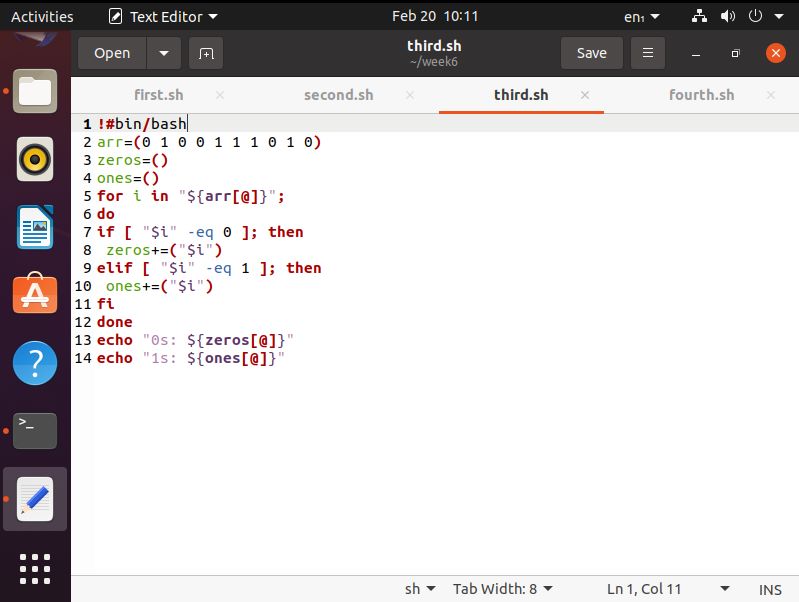 Activities Text Editor Feb 20 10:11 en₁
Open third.sh Save
~/week6
first.sh second.sh third.sh fourth.sh
1 !#bin/bash
2 arr=(0 1 0 0 1 1 1 0 1 0)
3 zeros=()
4 ones=()
5 for i in "${arr[@]}";
6 do
7 if [ "$i" -eq 0 ]; then
8  zeros+=("$i")
9 elif [ "$i" -eq 1 ]; then
10  ones+=("$i")
11 fi
12 done
13 echo "0s: ${zeros[@]}"
14 echo "1s: ${ones[@]}"
sh Tab Width: 8 Ln 1, Col 11 INS